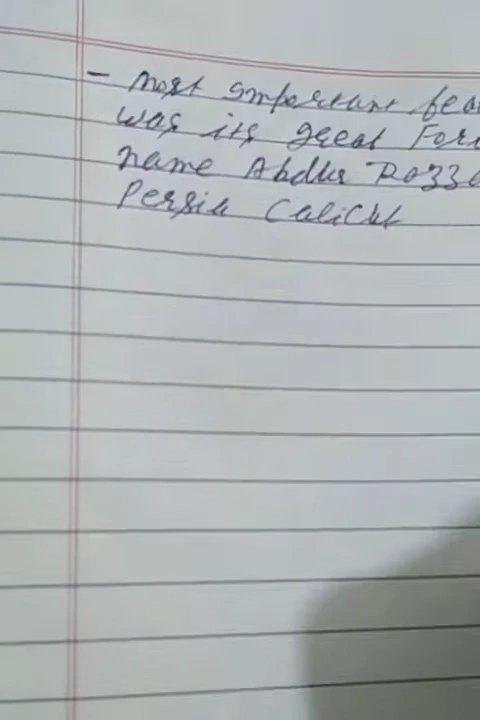 - most important fea
was its great For
name Abdur Razza
Persia Calicut